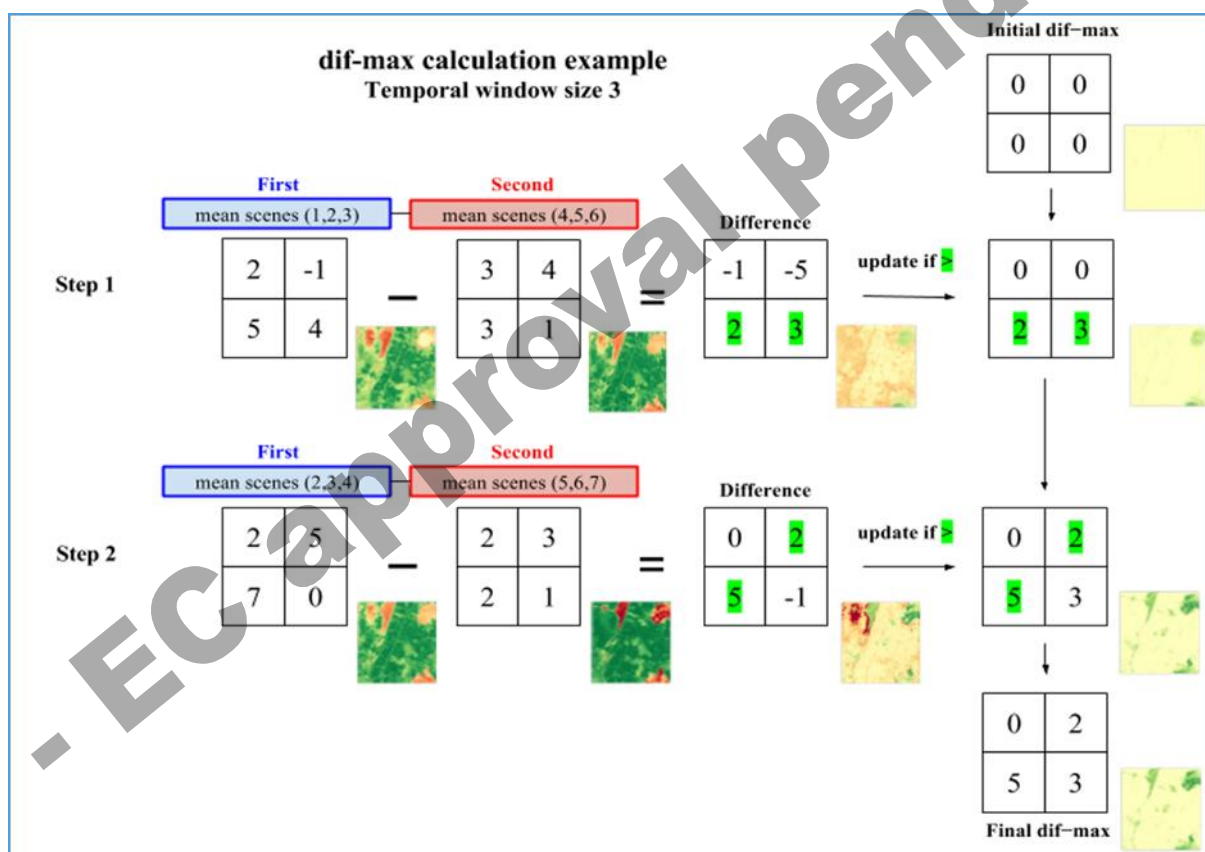 Initial dif-max
dif-max calculation example
Temporal window size 3
0 0
0 0
First Second
mean scenes (1,2,3) mean scenes (4,5,6)
Difference
Step 1
2 -1
5 4
−
3 4
3 1
=
-1 -5
2 3
update if >
0 0
2 3
First Second
mean scenes (2,3,4) mean scenes (5,6,7)
Difference
Step 2
2 5
7 0
−
2 3
2 1
=
0 2
5 -1
update if >
0 2
5 3
0 2
5 3
Final dif-max
- EC approval pend